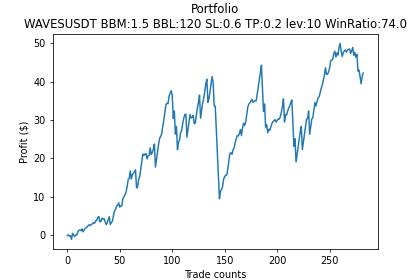 Portfolio
WAVESUSDT BBM:1.5 BBL:120 SL:0.6 TP:0.2 lev:10 WinRatio:74.0
50
40
30
20
10
0
Profit ($)
0 50 100 150 200 250
Trade counts